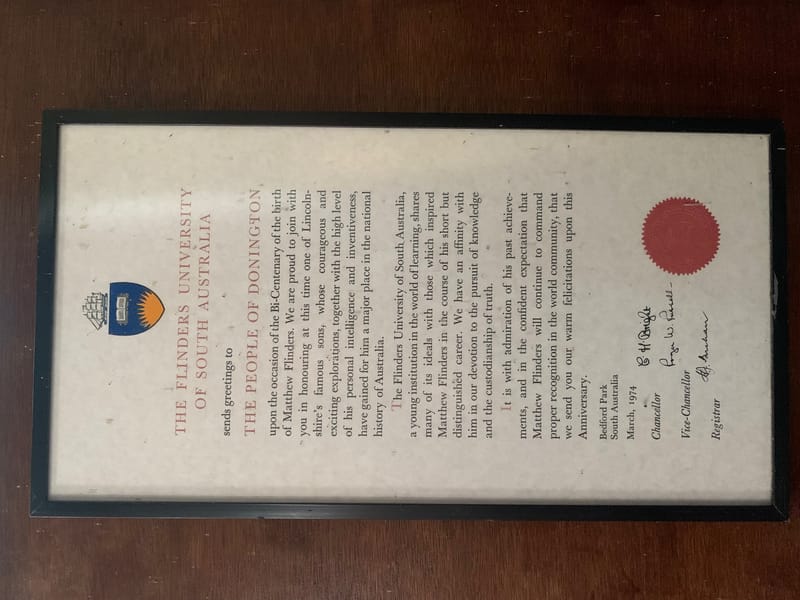 THE FLINDERS UNIVERSITY
OF SOUTH AUSTRALIA
sends greetings to
THE PEOPLE OF DONINGTON,
upon the occasion of the Bi-Centenary of the birth
of Matthew Flinders. We are proud to join with
you in honouring at this time one of Lincoln-
shire's famous sons, whose courageous and
exciting explorations, together with the high level
of his personal intelligence and inventiveness,
have gained for him a major place in the national
history of Australia.
The Flinders University of South Australia,
a young institution in the world of learning, shares
many of its ideals with those which inspired
Matthew Flinders in the course of his short but
distinguished career. We have an affinity with
him in our devotion to the pursuit of knowledge
and the custodianship of truth.
It is with admiration of his past achieve-
ments, and in the confident expectation that
Matthew Flinders will continue to command
proper recognition in the world community, that
we send you our warm felicitations upon this
Anniversary.
Bedford Park
South Australia
March, 1974
Chancellor
Vice-Chancellor
Registrar